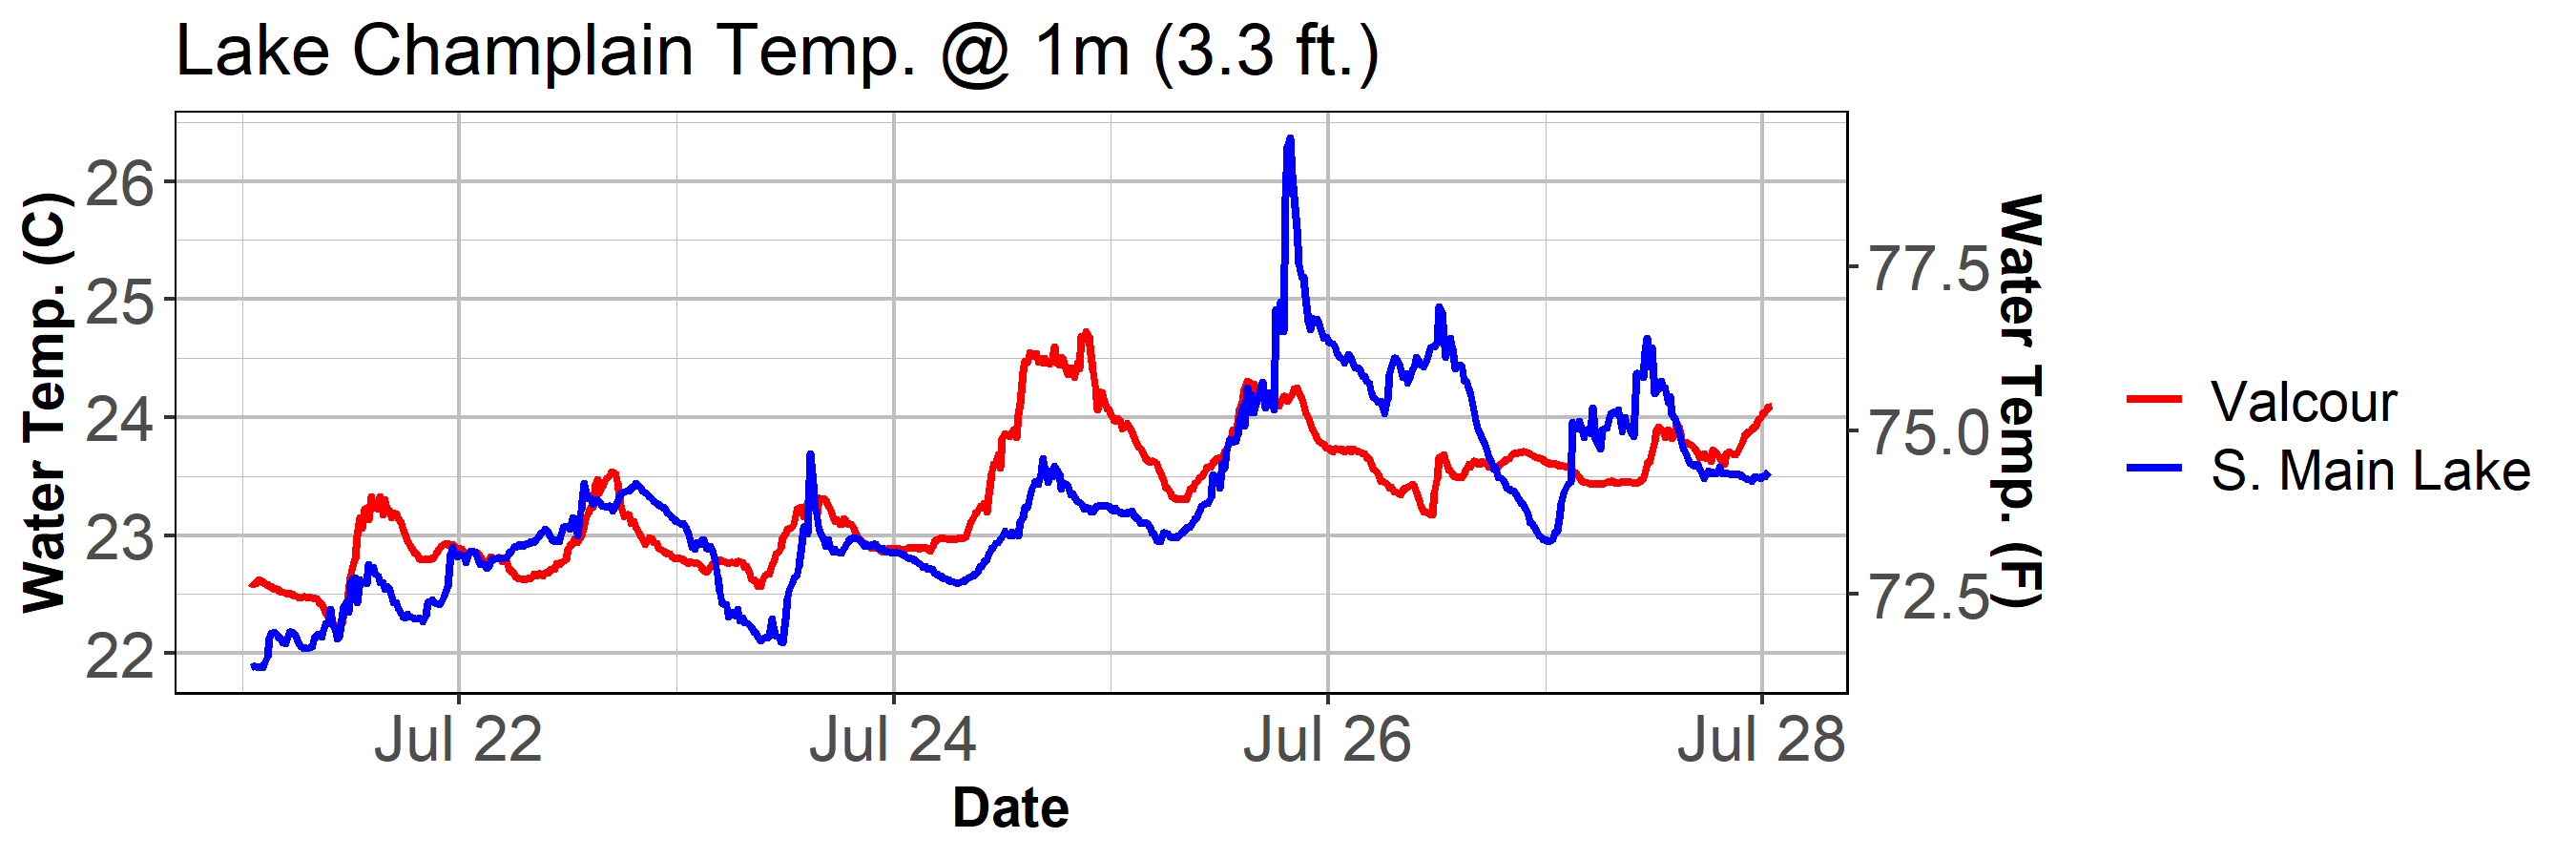 Lake Champlain Temp. @ 1m (3.3 ft.)
Water Temp. (C)
26
25
24
23
22
77.5
75.0
72.5
Water Temp. (F)
Jul 22
Jul 24
Jul 26
Jul 28
Date
Valcour
S. Main Lake